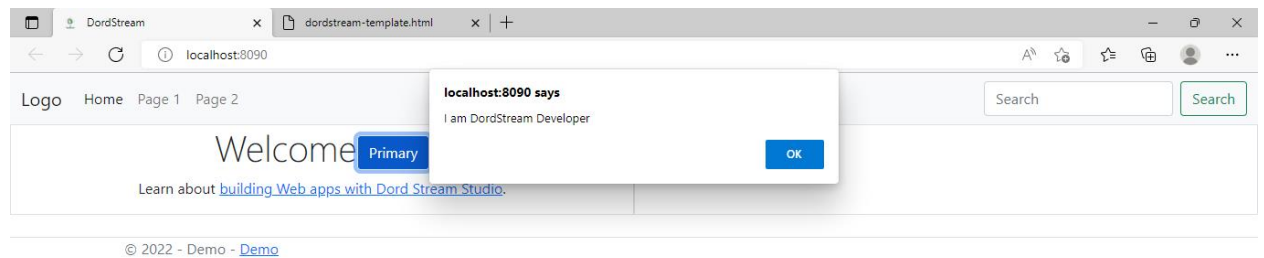 DordStream
dordstream-template.html
localhost:8090
Logo Home Page 1 Page 2
Search
Search
localhost:8090 says
I am DordStream Developer
OK
Welcome
Primary
Learn about building Web apps with Dord Stream Studio.
© 2022 - Demo - Demo